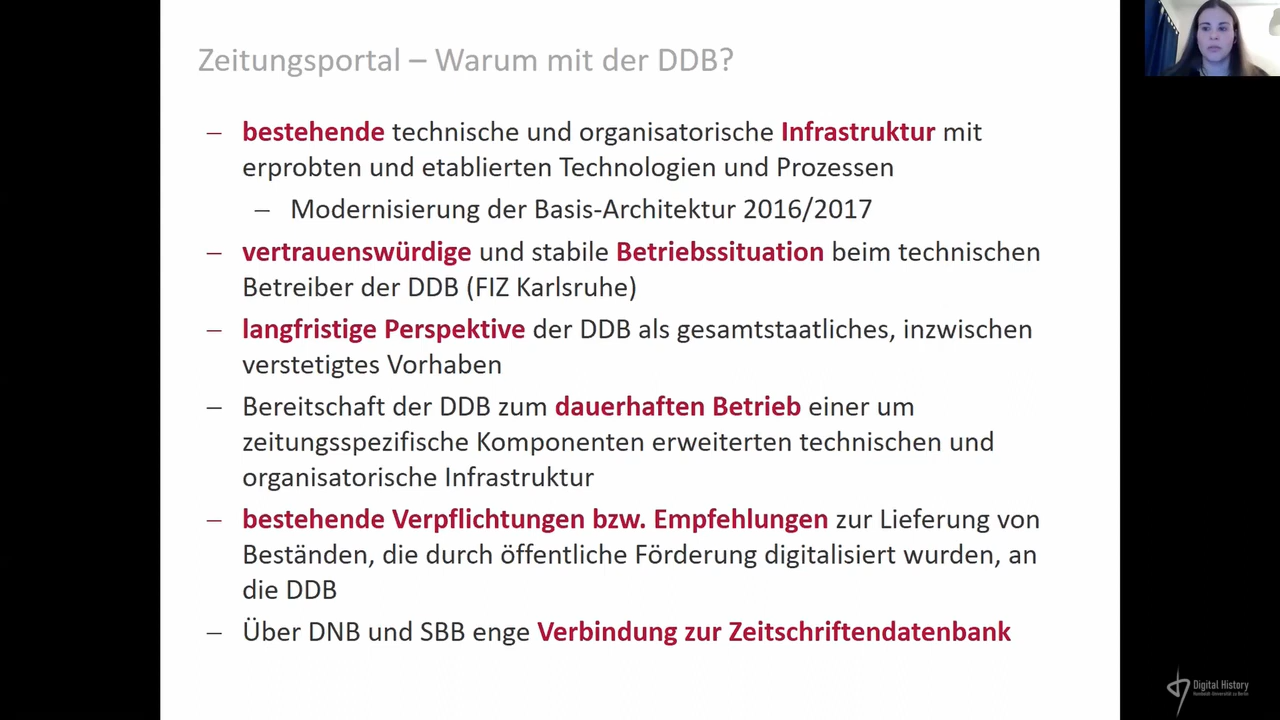 Zeitungsportal – Warum mit der DDB?
– bestehende technische und organisatorische Infrastruktur mit
erprobten und etablierten Technologien und Prozessen
– Modernisierung der Basis-Architektur 2016/2017
– vertrauenswürdige und stabile Betriebssituation beim technischen
Betreiber der DDB (FIZ Karlsruhe)
– langfristige Perspektive der DDB als gesamtstaatliches, inzwischen
verstetigtes Vorhaben
– Bereitschaft der DDB zum dauerhaften Betrieb einer um
zeitungsspezifische Komponenten erweiterten technischen und
organisatorische Infrastruktur
– bestehende Verpflichtungen bzw. Empfehlungen zur Lieferung von
Beständen, die durch öffentliche Förderung digitalisiert wurden, an
die DDB
– Über DNB und SBB enge Verbindung zur Zeitschriftendatenbank
Digital History
Humboldt-Universität zu Berlin